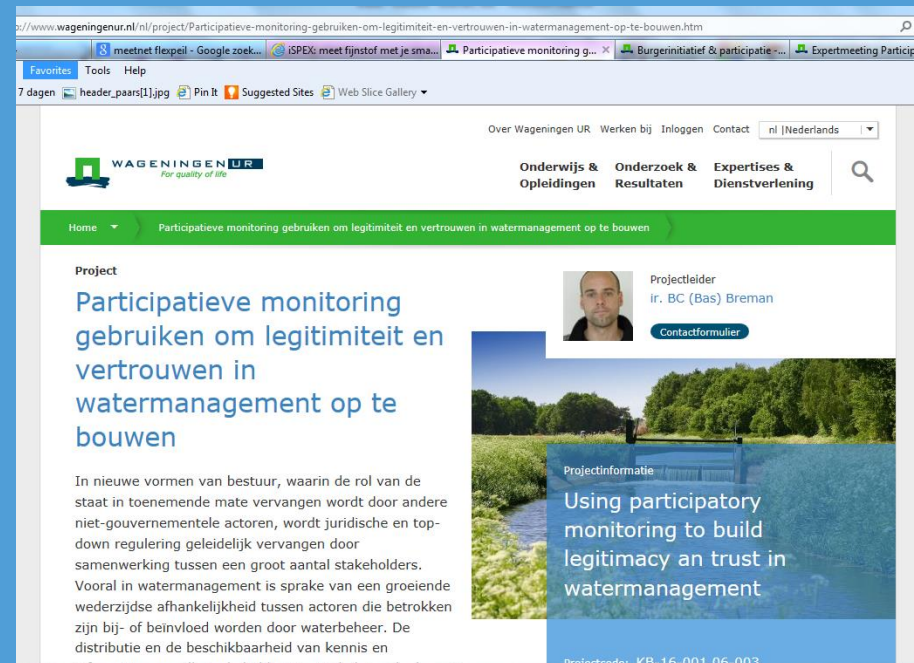 ://www.wageningenur.nl/nl/project/Participatieve-monitoring-gebruiken-om-legitimiteit-en-vertrouwen-in-watermanagement-op-te-bouwen.htm
meetnet flexpeil - Google zoek... iSPEX: meet fijnstof met je sma... Participatieve monitoring g... × Burgerinitiatief & participatie -... Expertmeeting Particip
Favorites Tools Help
7 dagen header_paars[1].jpg Pin It Suggested Sites Web Slice Gallery
Over Wageningen UR Werken bij Inloggen Contact nl |Nederlands
WAGENINGEN UR
For quality of life
Onderwijs & Opleidingen
Onderzoek & Resultaten
Expertises & Dienstverlening
Home Participatieve monitoring gebruiken om legitimiteit en vertrouwen in watermanagement op te bouwen
Project
Participatieve monitoring
gebruiken om legitimiteit en
vertrouwen in
watermanagement op te
bouwen
In nieuwe vormen van bestuur, waarin de rol van de
staat in toenemende mate vervangen wordt door andere
niet-gouvernementele actoren, wordt juridische en top-
down regulering geleidelijk vervangen door
samenwerking tussen een groot aantal stakeholders.
Vooral in watermanagement is sprake van een groeiende
wederzijdse afhankelijkheid tussen actoren die betrokken
zijn bij- of beïnvloed worden door waterbeheer. De
distributie en de beschikbaarheid van kennis en
Projectleider
ir. BC (Bas) Breman
Contactformulier
Projectinformatie
Using participatory
monitoring to build
legitimacy an trust in
watermanagement
Projectcode: KB-16-001.06-003